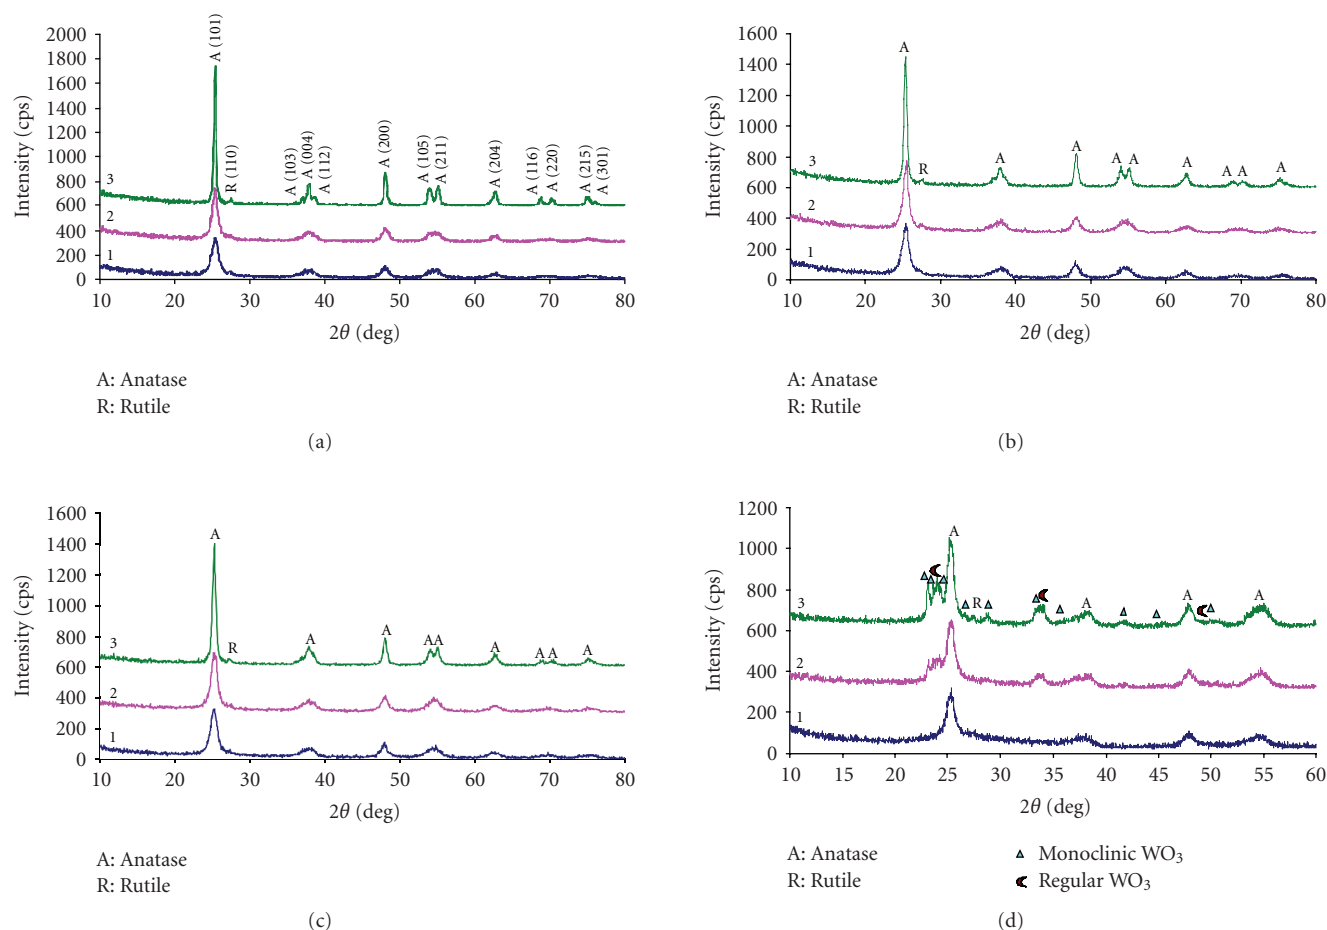 2000
1800
1600
1400
1200
1000
800
600
400
200
0
Intensity (cps)
A (101)
R (110)
A (103)
A (004)
A (112)
A (200)
A (105)
A (211)
A (204)
A (116)
A (220)
A (215)
A (301)
3
2
1
10 20 30 40 50 60 70 80
2θ (deg)
A: Anatase
R: Rutile
(a)
1600
1400
1200
1000
800
600
400
200
0
Intensity (cps)
A
R
A
A
A
A
A
A
A
A
3
2
1
10 20 30 40 50 60 70 80
2θ (deg)
A: Anatase
R: Rutile
(b)
1600
1400
1200
1000
800
600
400
200
0
Intensity (cps)
A
R
A
A
A
A
A
A
A
A
3
2
1
10 20 30 40 50 60 70 80
2θ (deg)
A: Anatase
R: Rutile
(c)
1200
1000
800
600
400
200
0
Intensity (cps)
A
R
A
A
A
3
2
1
10 15 20 25 30 35 40 45 50 55 60
2θ (deg)
A: Anatase
R: Rutile
Monoclinic WO₃
Regular WO₃
(d)